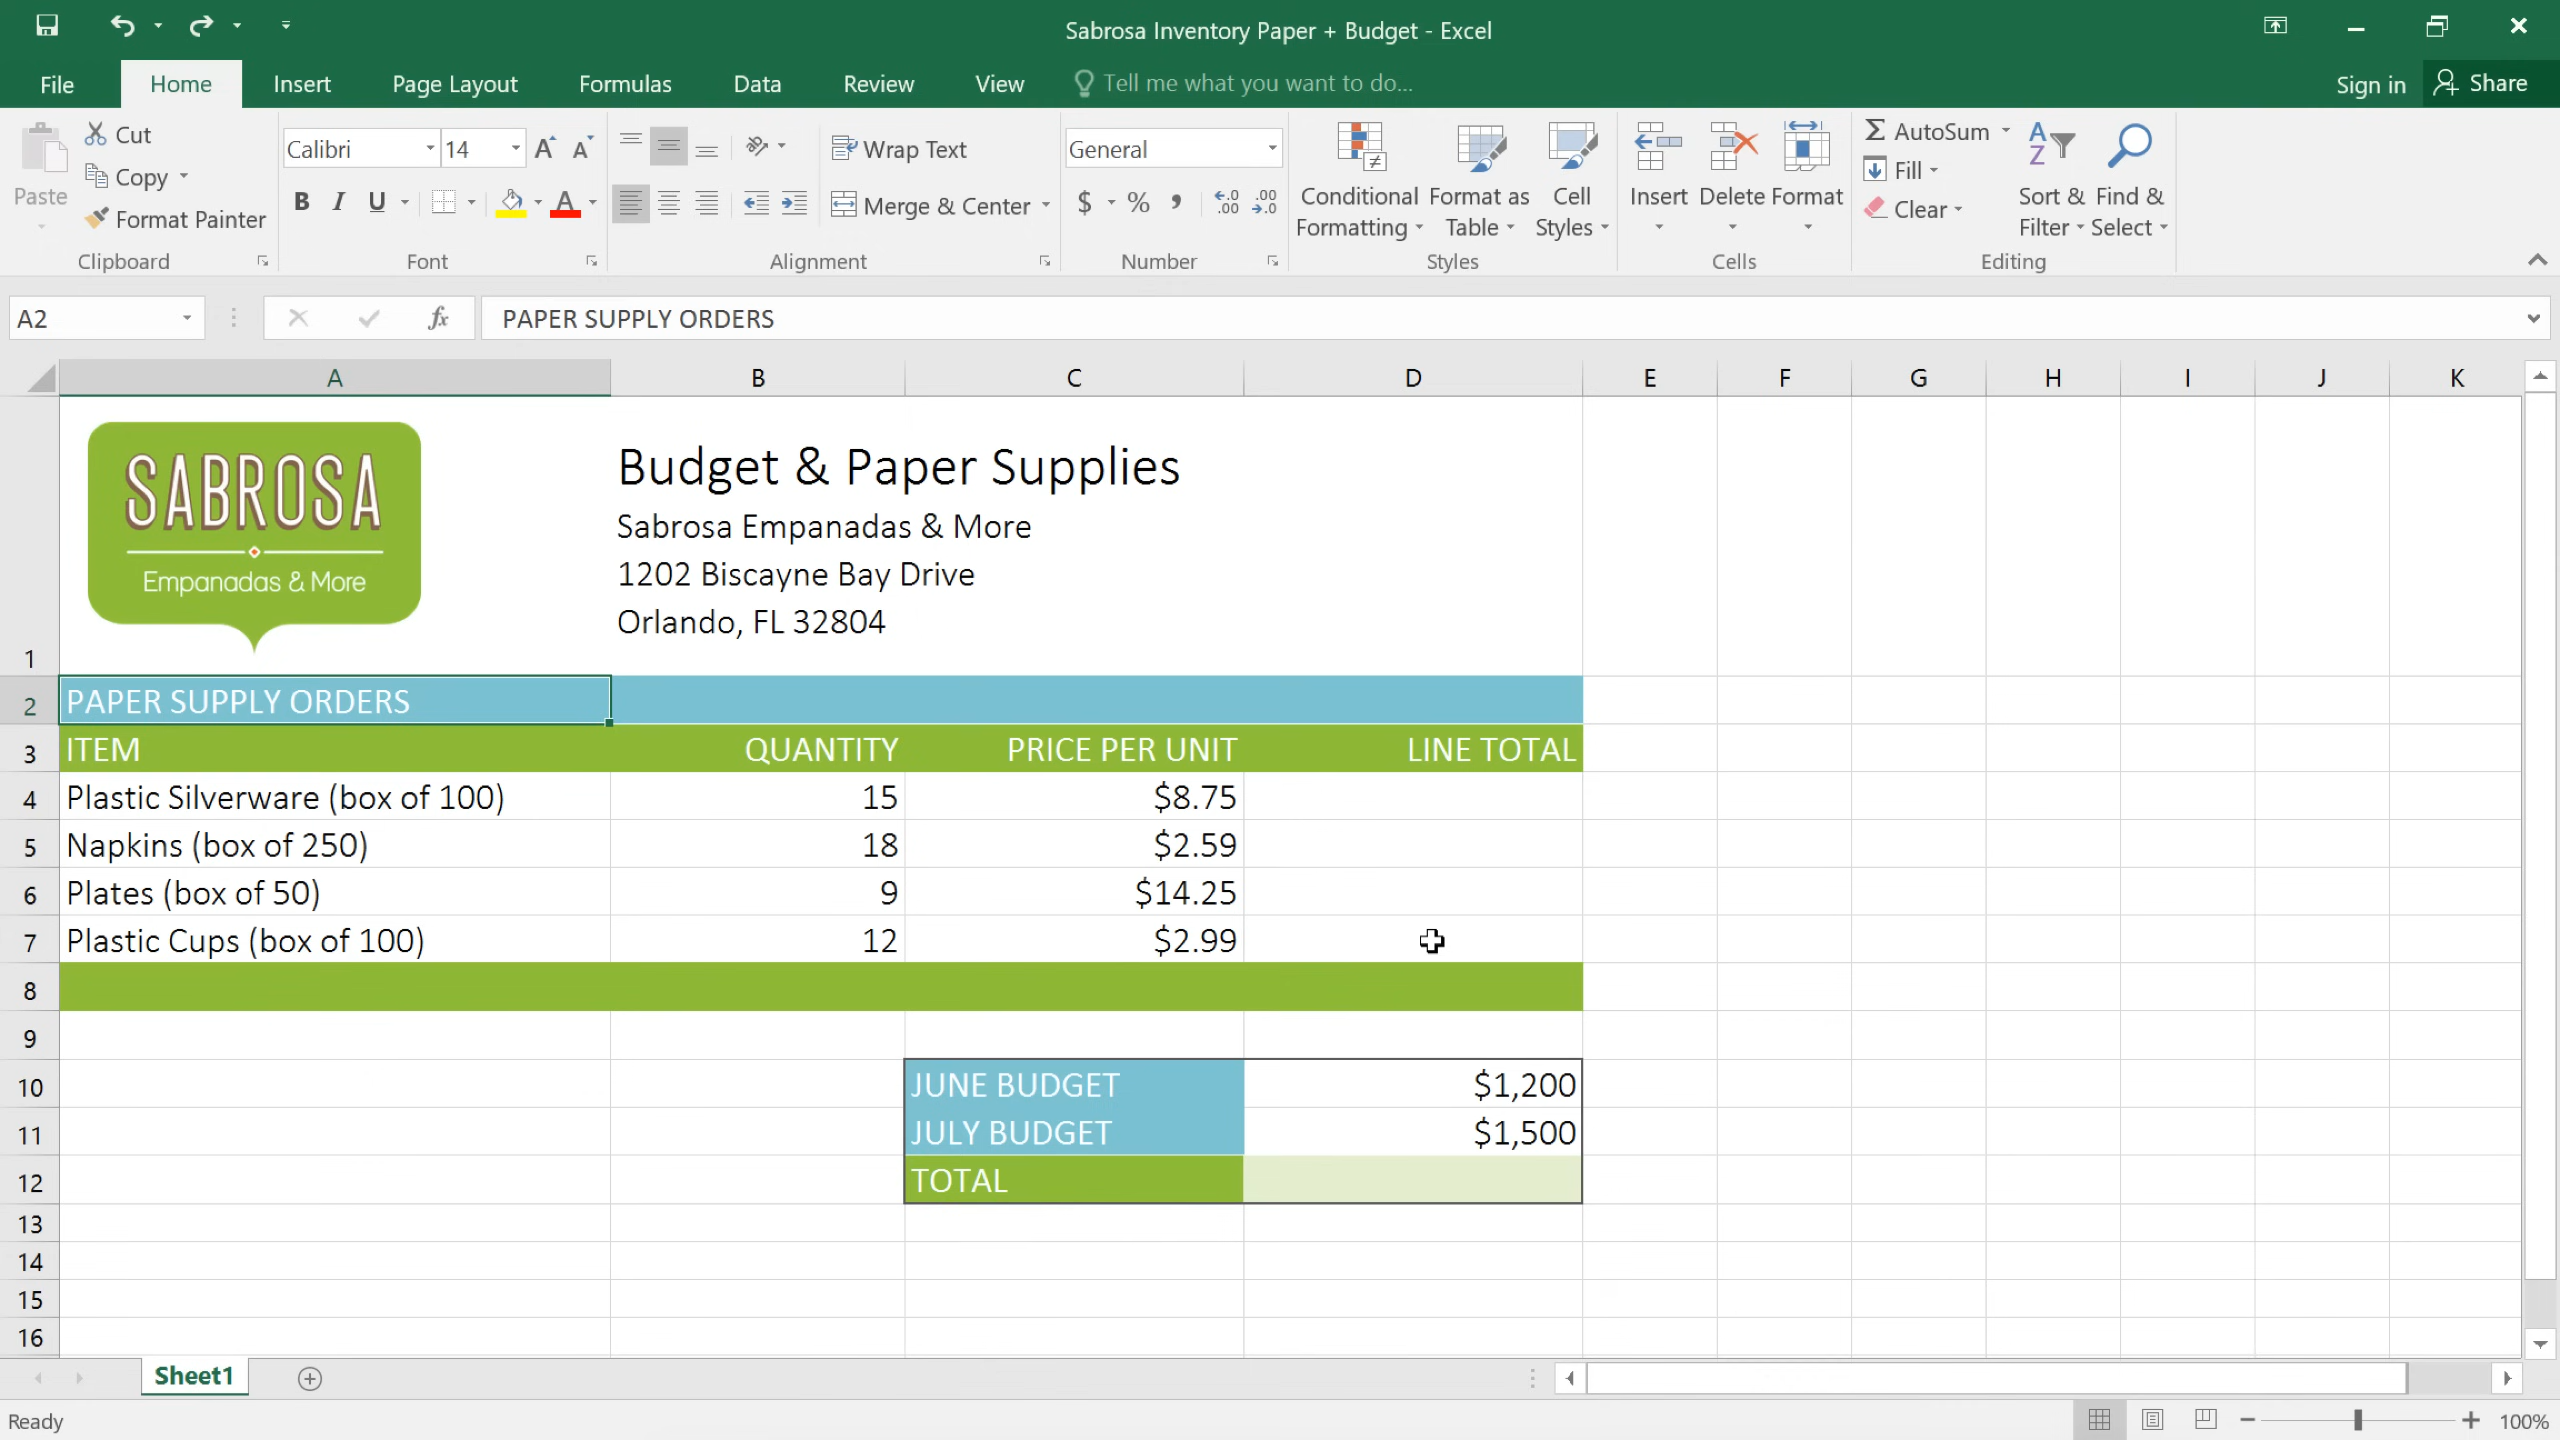 Sabrosa Inventory Paper + Budget - Excel
File Home Insert Page Layout Formulas Data Review View Tell me what you want to do... Sign in Share
Paste
Cut
Copy
Format Painter
Clipboard
Calibri 14
B I U A
Font
Wrap Text
Merge & Center
Alignment
General
$ % , .0 .00 .00 .0
Number
Conditional Formatting
Format as Table
Cell Styles
Styles
Insert Delete Format
Cells
AutoSum
Fill
Clear
Sort & Filter
Find & Select
Editing
A2 fx PAPER SUPPLY ORDERS
A B C D E F G H I J K
SABROSA
Empanadas & More
Budget & Paper Supplies
Sabrosa Empanadas & More
1202 Biscayne Bay Drive
Orlando, FL 32804
1
2 PAPER SUPPLY ORDERS
3 ITEM QUANTITY PRICE PER UNIT LINE TOTAL
4 Plastic Silverware (box of 100) 15 $8.75
5 Napkins (box of 250) 18 $2.59
6 Plates (box of 50) 9 $14.25
7 Plastic Cups (box of 100) 12 $2.99
8
9
10 JUNE BUDGET $1,200
11 JULY BUDGET $1,500
12 TOTAL
13
14
15
16
Sheet1
Ready 100%